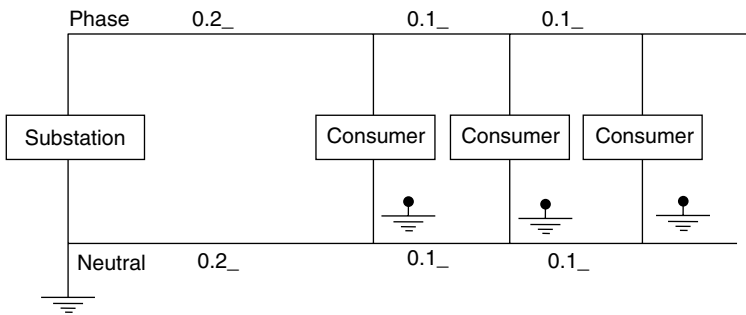 Phase 0.2_ 0.1_ 0.1_
Substation Consumer Consumer Consumer
Neutral 0.2_ 0.1_ 0.1_